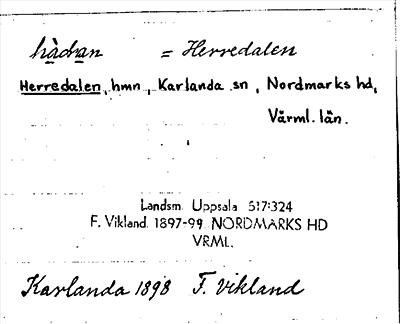 hàdran = Herredalen
Herredalen, hmn, Karlanda sn, Nordmarks hd,
Värml. län.
Landsm. Uppsala 517:324
F. Vikland. 1897-99 NORDMARKS HD
VRML.
Karlanda 1898 F. Vikland